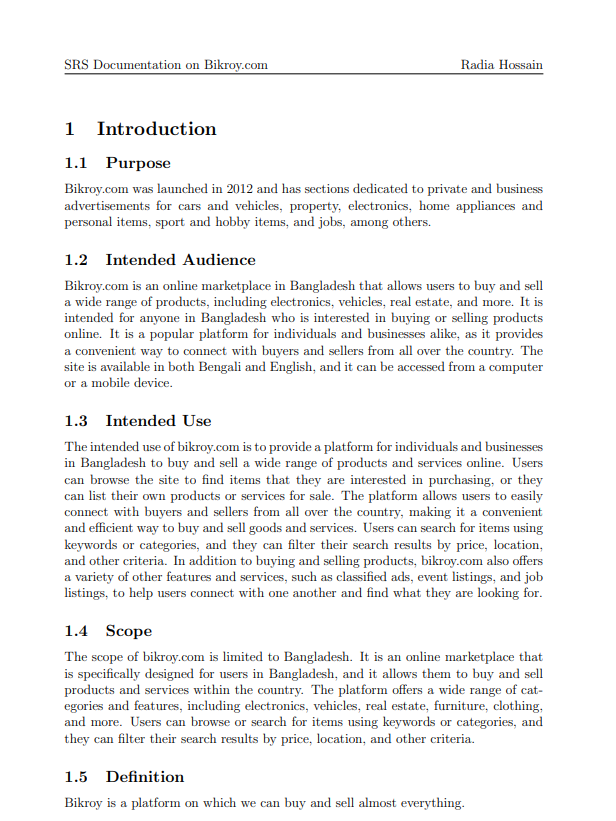 SRS Documentation on Bikroy.com Radia Hossain
1 Introduction
1.1 Purpose
Bikroy.com was launched in 2012 and has sections dedicated to private and business
advertisements for cars and vehicles, property, electronics, home appliances and
personal items, sport and hobby items, and jobs, among others.
1.2 Intended Audience
Bikroy.com is an online marketplace in Bangladesh that allows users to buy and sell
a wide range of products, including electronics, vehicles, real estate, and more. It is
intended for anyone in Bangladesh who is interested in buying or selling products
online. It is a popular platform for individuals and businesses alike, as it provides
a convenient way to connect with buyers and sellers from all over the country. The
site is available in both Bengali and English, and it can be accessed from a computer
or a mobile device.
1.3 Intended Use
The intended use of bikroy.com is to provide a platform for individuals and businesses
in Bangladesh to buy and sell a wide range of products and services online. Users
can browse the site to find items that they are interested in purchasing, or they
can list their own products or services for sale. The platform allows users to easily
connect with buyers and sellers from all over the country, making it a convenient
and efficient way to buy and sell goods and services. Users can search for items using
keywords or categories, and they can filter their search results by price, location,
and other criteria. In addition to buying and selling products, bikroy.com also offers
a variety of other features and services, such as classified ads, event listings, and job
listings, to help users connect with one another and find what they are looking for.
1.4 Scope
The scope of bikroy.com is limited to Bangladesh. It is an online marketplace that
is specifically designed for users in Bangladesh, and it allows them to buy and sell
products and services within the country. The platform offers a wide range of cat-
egories and features, including electronics, vehicles, real estate, furniture, clothing,
and more. Users can browse or search for items using keywords or categories, and
they can filter their search results by price, location, and other criteria.
1.5 Definition
Bikroy is a platform on which we can buy and sell almost everything.